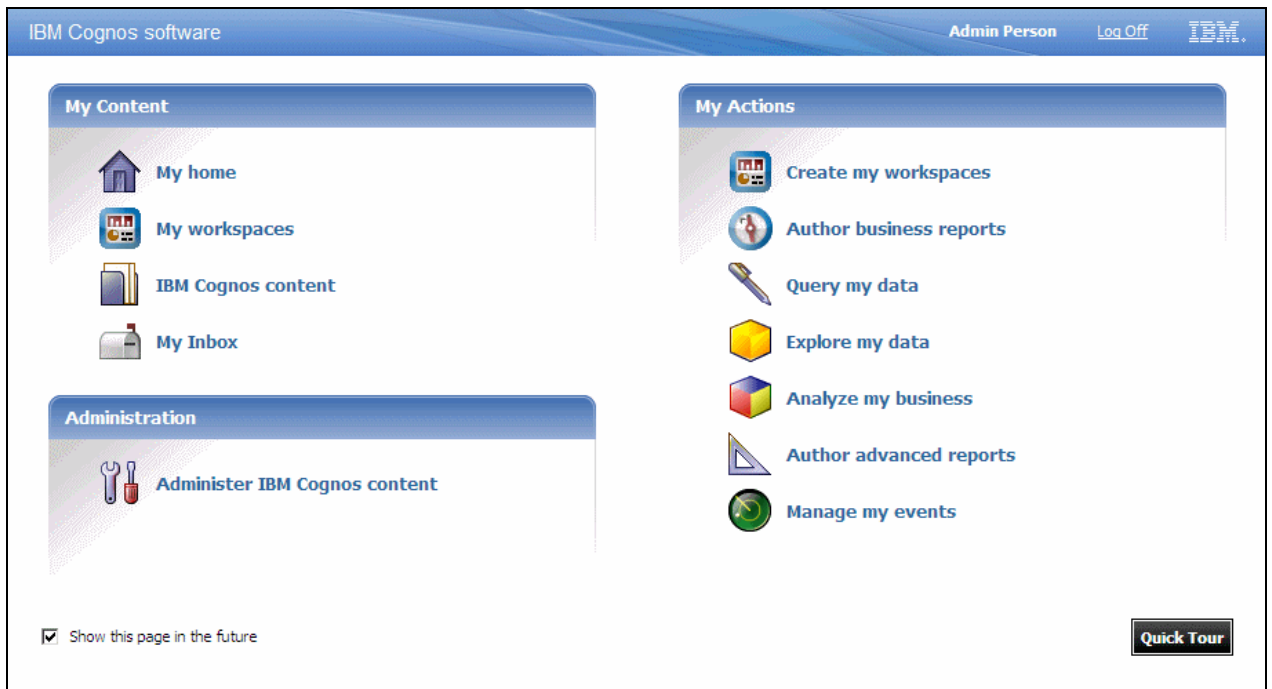 IBM Cognos software
Admin Person
Log Off
IBM.
My Content
My home
My workspaces
IBM Cognos content
My Inbox
Administration
Administer IBM Cognos content
My Actions
Create my workspaces
Author business reports
Query my data
Explore my data
Analyze my business
Author advanced reports
Manage my events
Show this page in the future
Quick Tour